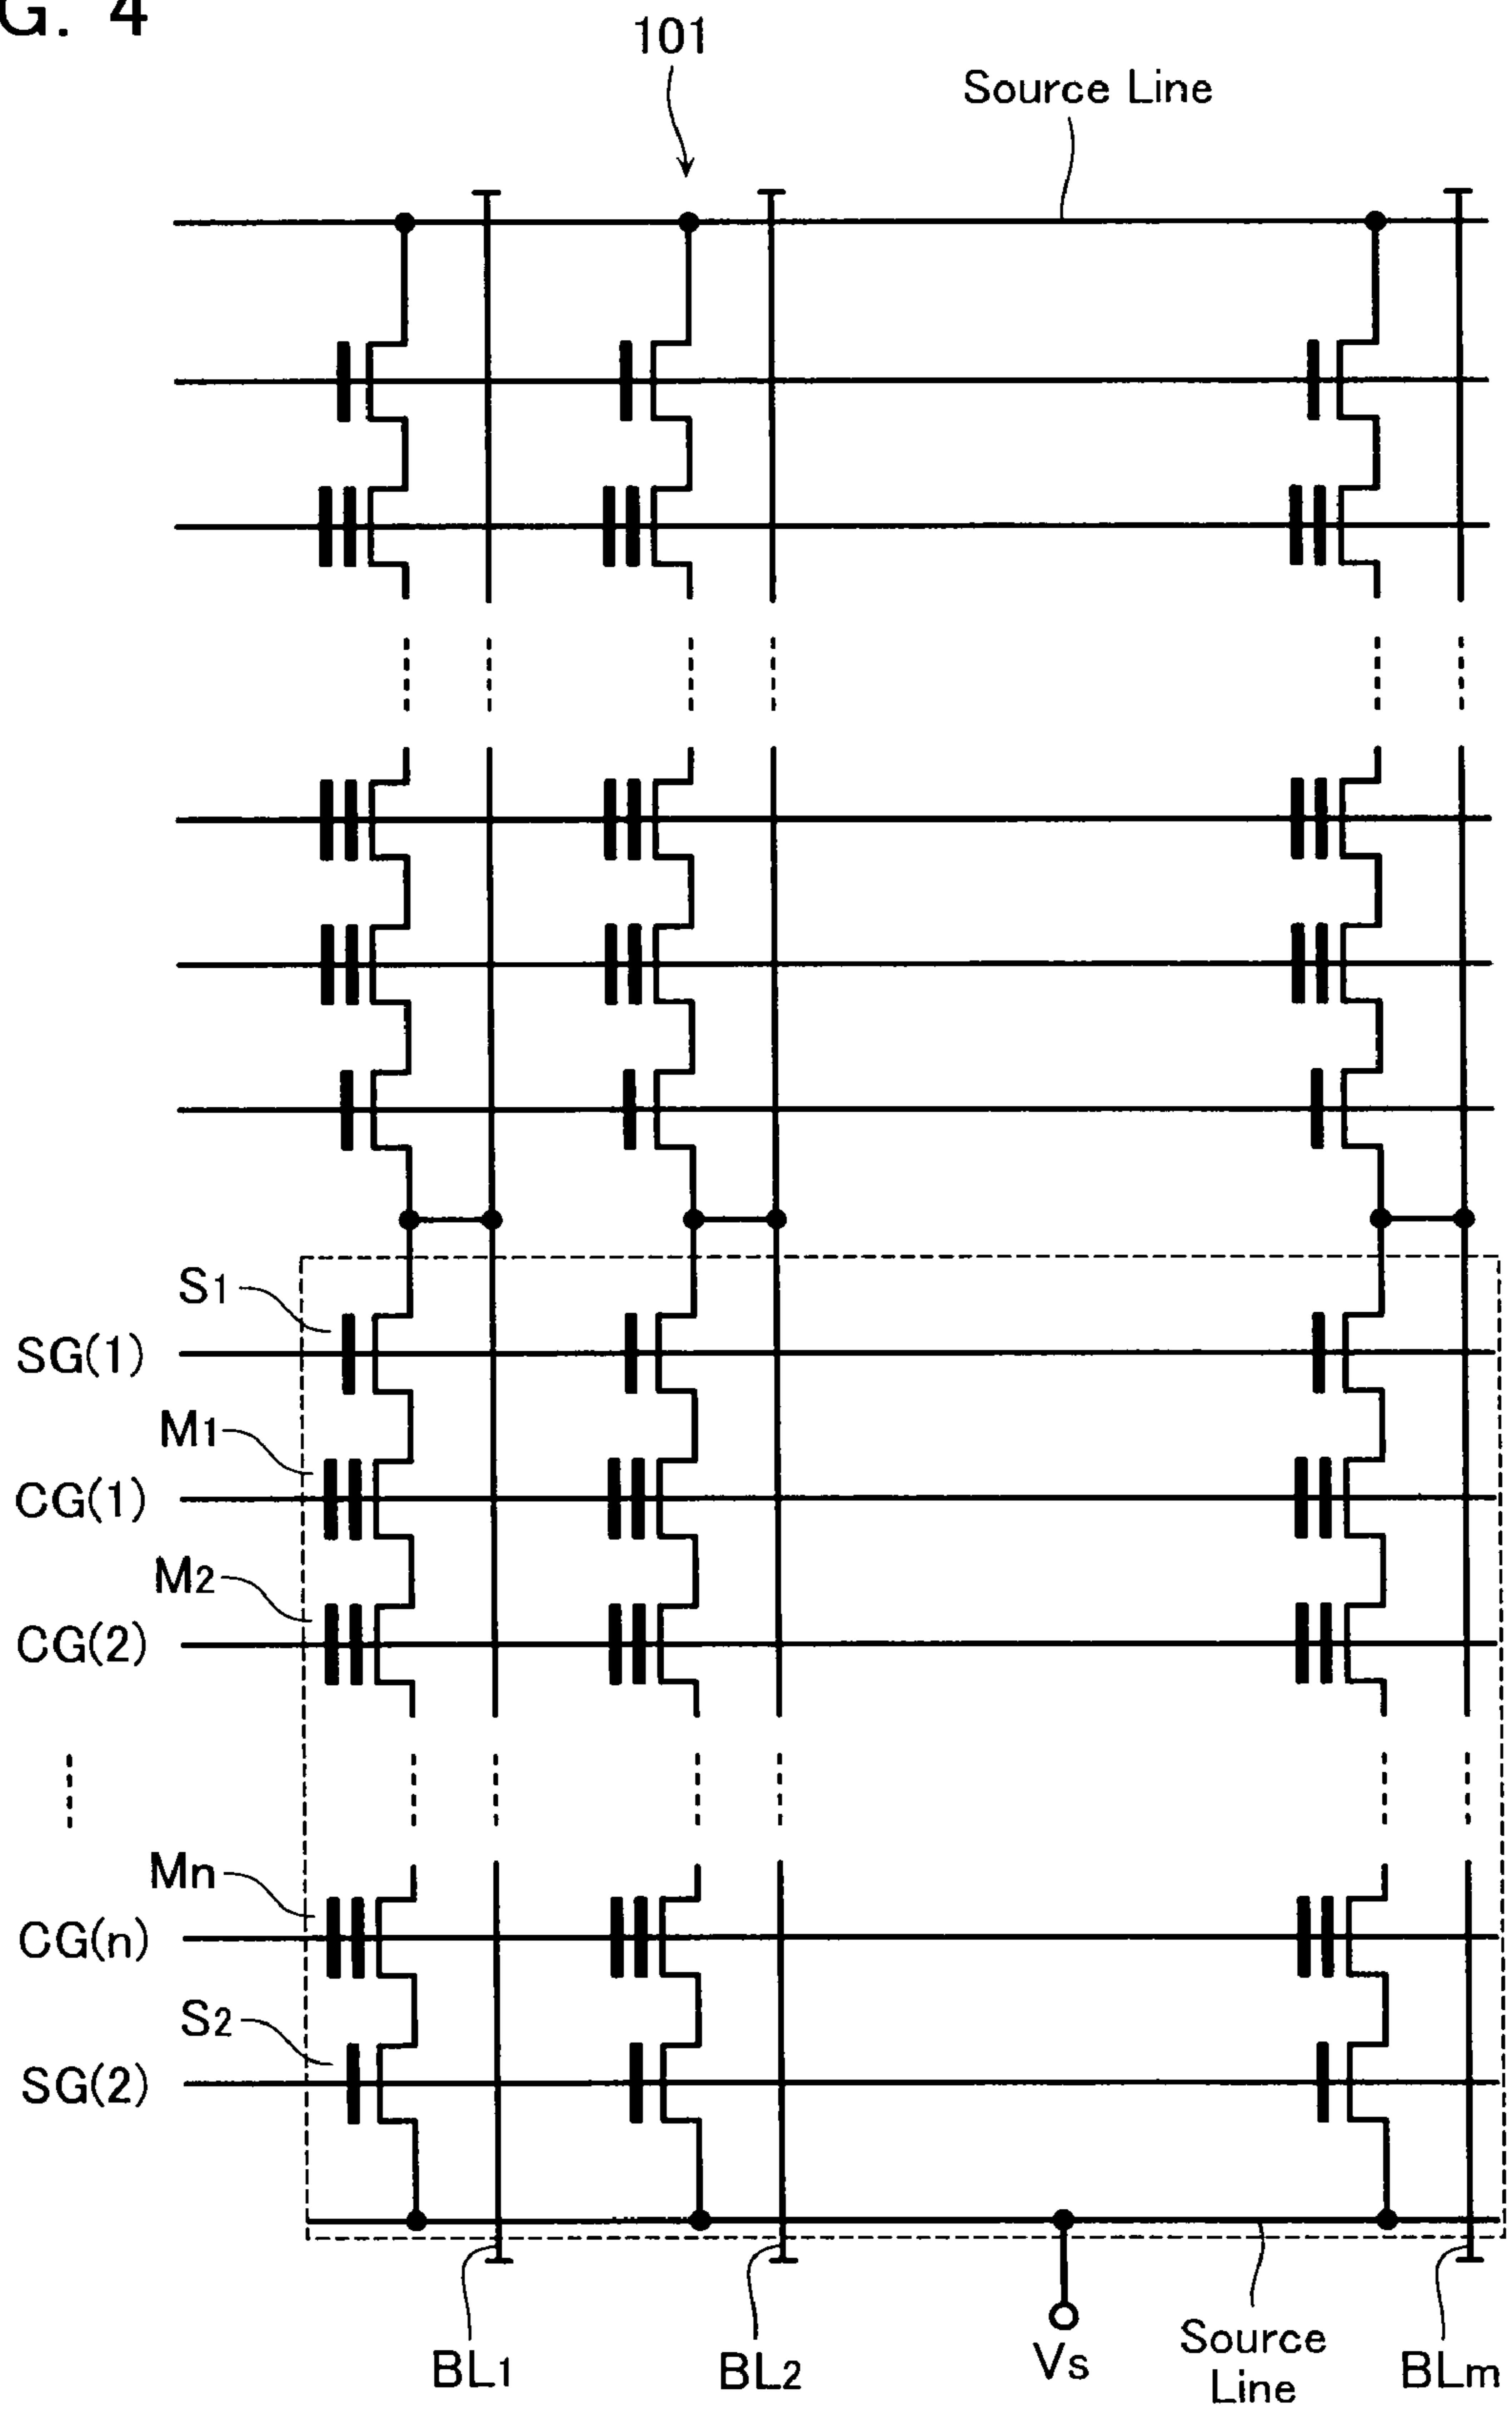 G. 4
101
Source Line
S1
SG(1)
M1
CG(1)
M2
CG(2)
Mn
CG(n)
S2
SG(2)
BL1
BL2
Vs
Source
Line
BLm